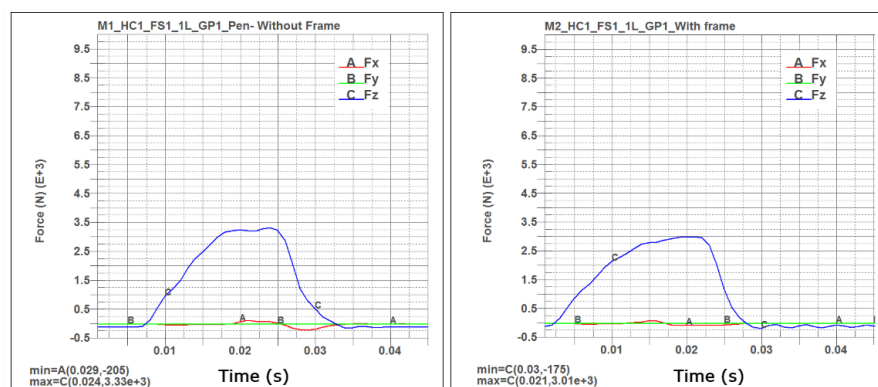 M1_HC1_FS1_1L_GP1_Pen- Without Frame
9.5
8.5
7.5
6.5
5.5
4.5
3.5
2.5
1.5
0.5
-0.5
Force (N) (E+3)
A Fx
B Fy
C Fz
B
C
A
B
C
A
0.01
0.02
0.03
0.04
min=A(0.029,-205)
max=C(0.024,3.33e+3)
Time (s)
M2_HC1_FS1_1L_GP1_With frame
9.5
8.5
7.5
6.5
5.5
4.5
3.5
2.5
1.5
0.5
-0.5
Force (N) (E+3)
A Fx
B Fy
C Fz
B
C
A
B
C
A
0.01
0.02
0.03
0.04
min=C(0.03,-175)
max=C(0.021,3.01e+3)
Time (s)